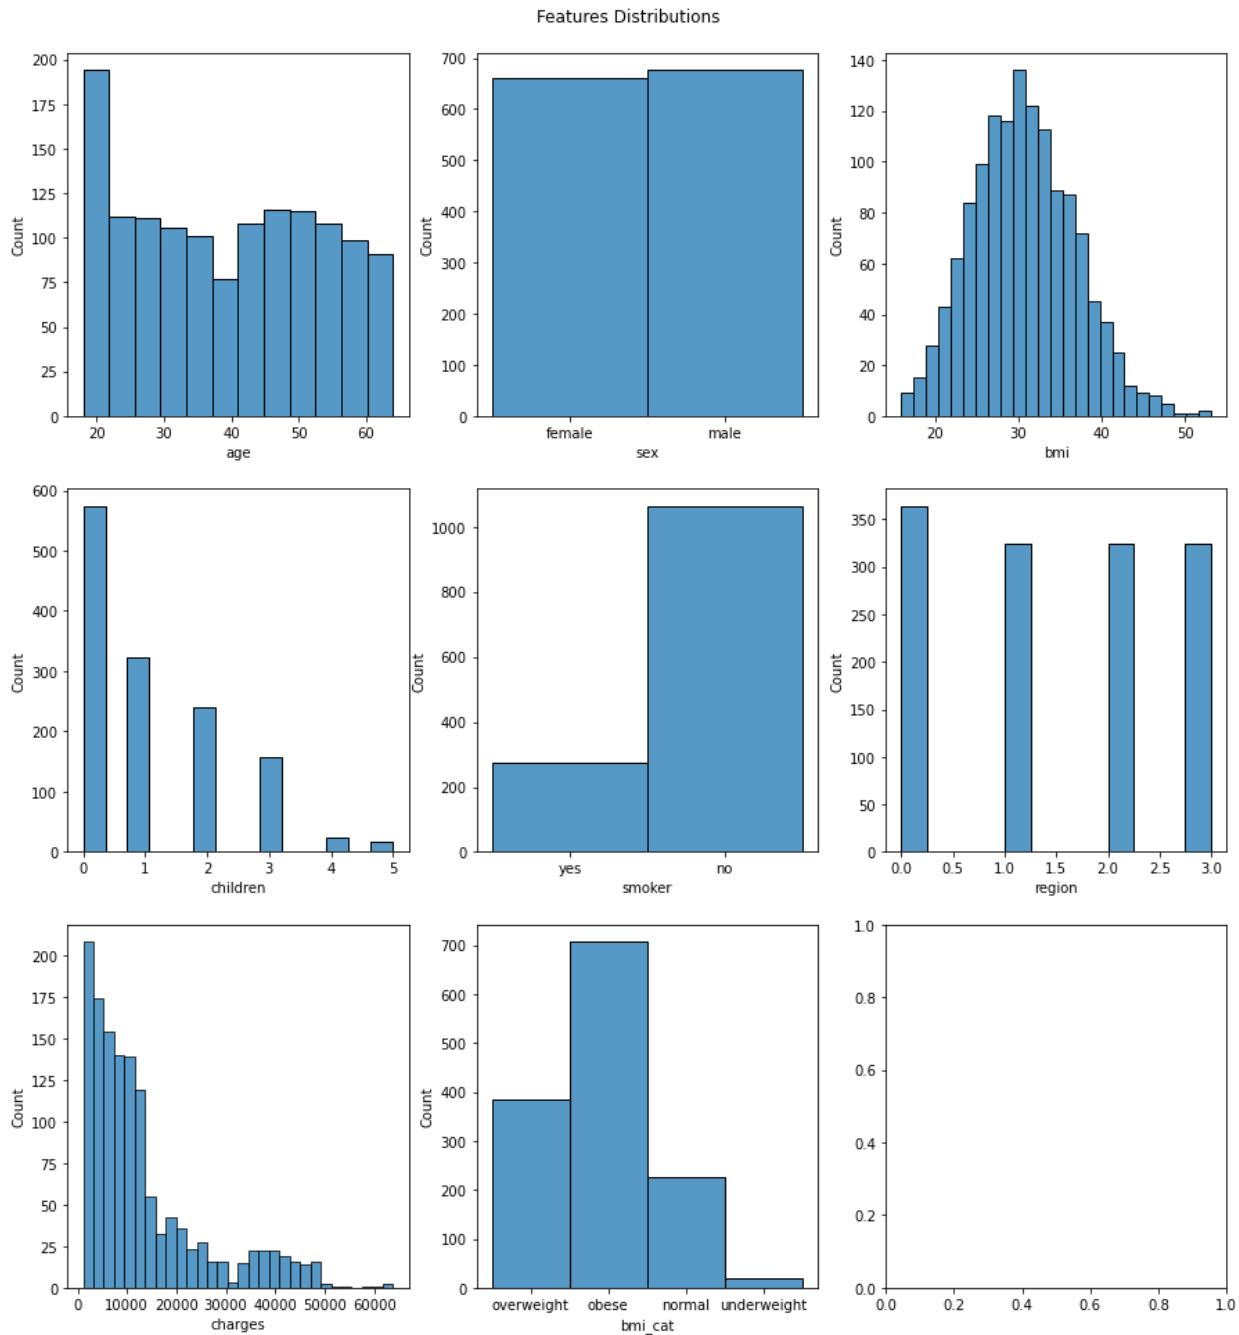 Features Distributions
200
175
150
125
100
75
50
25
0
Count
20 30 40 50 60
age
700
600
500
400
300
200
100
0
Count
female male
sex
140
120
100
80
60
40
20
0
Count
20 30 40 50
bmi
600
500
400
300
200
100
0
Count
0 1 2 3 4 5
children
1000
800
600
400
200
0
Count
yes no
smoker
350
300
250
200
150
100
50
0
Count
0.0 0.5 1.0 1.5 2.0 2.5 3.0
region
200
175
150
125
100
75
50
25
0
Count
0 10000 20000 30000 40000 50000 60000
charges
700
600
500
400
300
200
100
0
Count
overweight obese normal underweight
bmi_cat
1.0
0.8
0.6
0.4
0.2
0.0
0.0 0.2 0.4 0.6 0.8 1.0